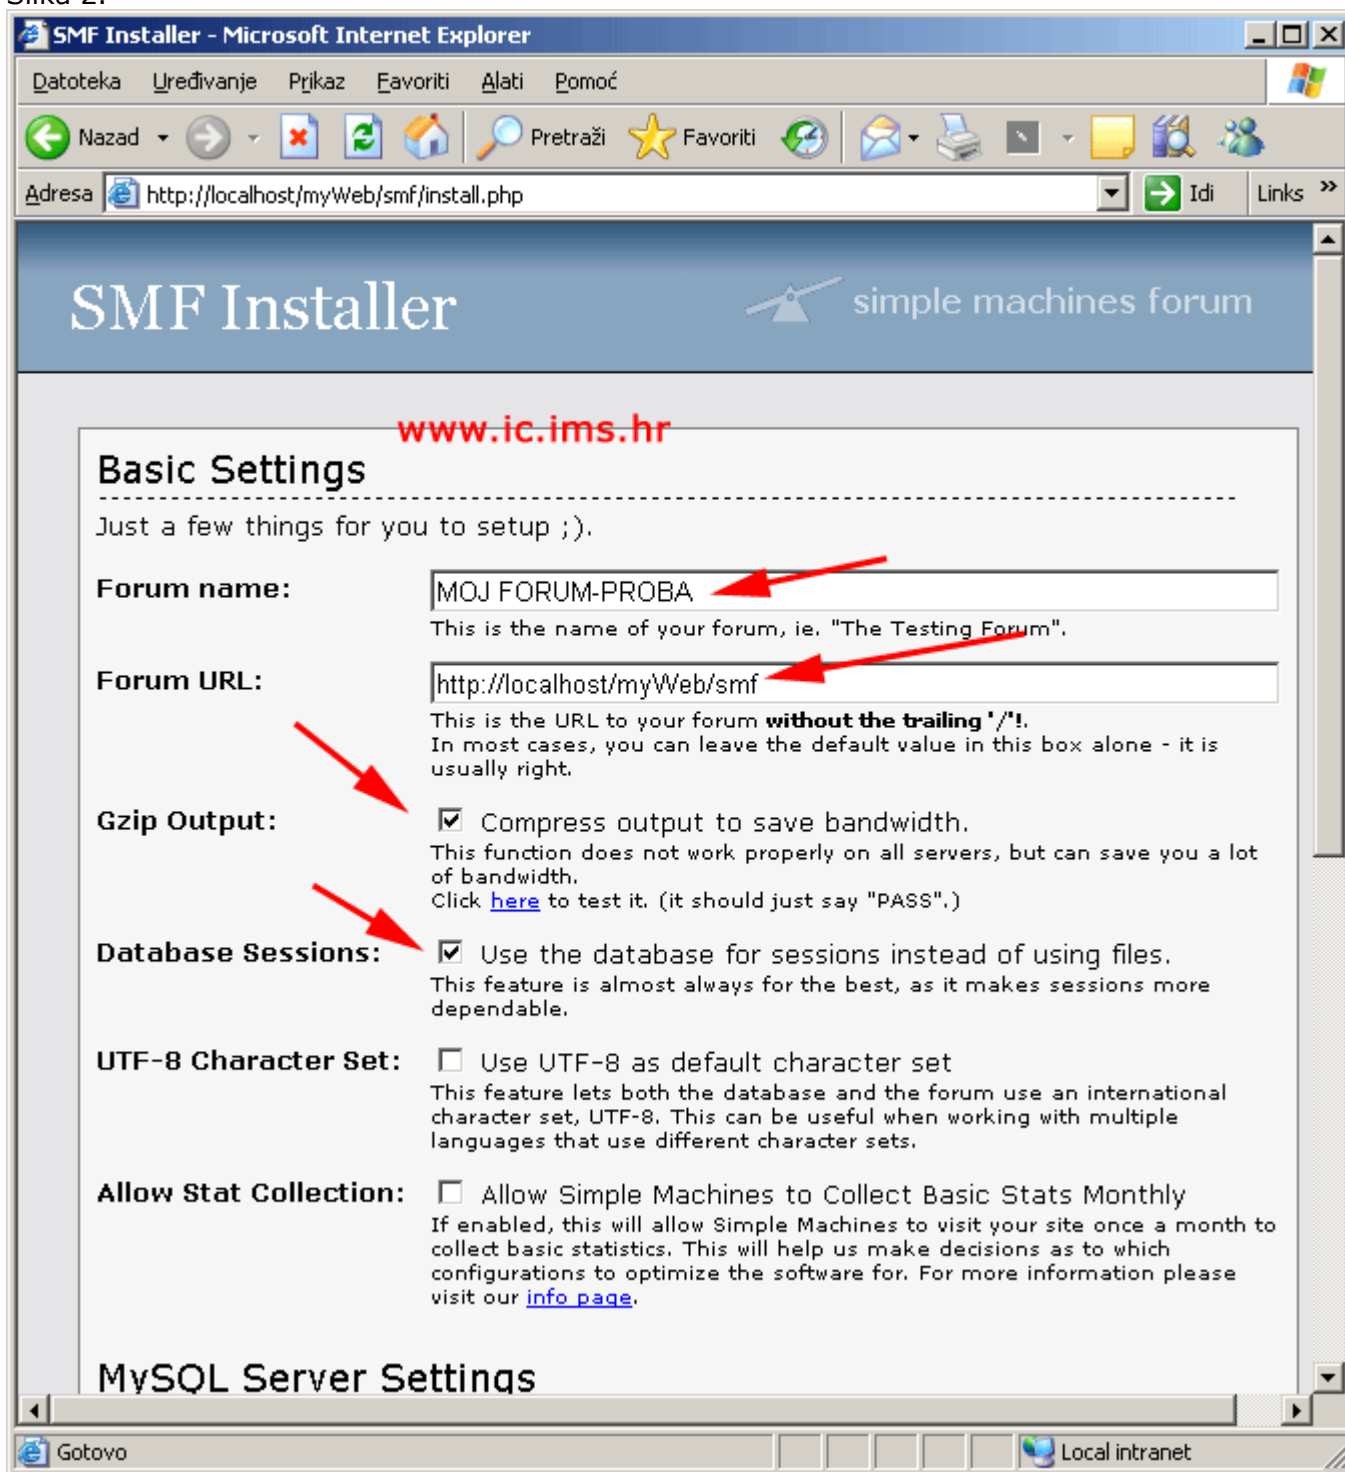 Slika 2.
SMF Installer - Microsoft Internet Explorer
Datoteka Uređivanje Prikaz Favoriti Alati Pomoć
Nazad Pretraži Favoriti
Adresa http://localhost/myWeb/smf/install.php Idi Links »
SMF Installer simple machines forum
www.ic.ims.hr
Basic Settings
Just a few things for you to setup ;).
Forum name: MOJ FORUM-PROBA
This is the name of your forum, ie. "The Testing Forum".
Forum URL: http://localhost/myWeb/smf
This is the URL to your forum without the trailing '/'!.
In most cases, you can leave the default value in this box alone - it is
usually right.
Gzip Output: Compress output to save bandwidth.
This function does not work properly on all servers, but can save you a lot
of bandwidth.
Click here to test it. (it should just say "PASS".)
Database Sessions: Use the database for sessions instead of using files.
This feature is almost always for the best, as it makes sessions more
dependable.
UTF-8 Character Set: Use UTF-8 as default character set
This feature lets both the database and the forum use an international
character set, UTF-8. This can be useful when working with multiple
languages that use different character sets.
Allow Stat Collection: Allow Simple Machines to Collect Basic Stats Monthly
If enabled, this will allow Simple Machines to visit your site once a month to
collect basic statistics. This will help us make decisions as to which
configurations to optimize the software for. For more information please
visit our info page.
MySQL Server Settings
Gotovo Local intranet